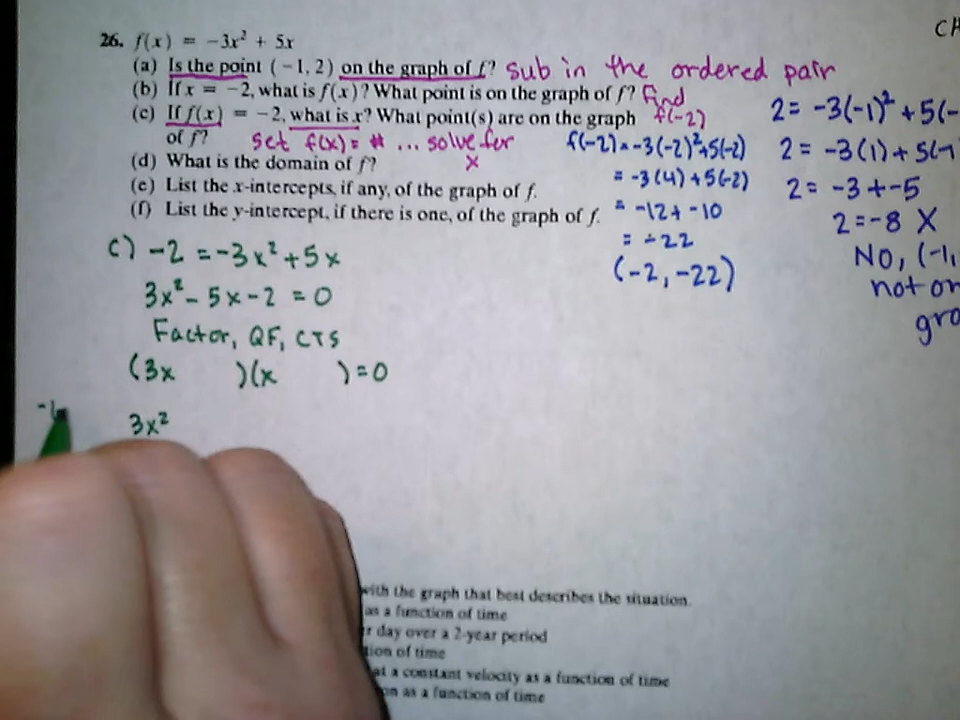 CH
26. f(x) = −3x² + 5x
(a) Is the point (−1, 2) on the graph of f? Sub in the ordered pair
(b) If x = −2, what is f(x)? What point is on the graph of f? Find f(-2)
(c) If f(x) = −2, what is x? What point(s) are on the graph
of f? Set f(x) = # ... solve for x
(d) What is the domain of f?
(e) List the x-intercepts, if any, of the graph of f.
(f) List the y-intercept, if there is one, of the graph of f.
f(-2) = -3(-2)²+5(-2)
= -3(4)+5(-2)
= -12+ -10
= -22
(-2, -22)
2 = -3(-1)² + 5(-
2 = -3(1) + 5(-1
2 = -3 + -5
2 = -8 X
No, (-1,
not on
gra
c) -2 = -3x² + 5x
3x² - 5x - 2 = 0
Factor, QF, CTS
(3x )(x ) = 0
3x²
with the graph that best describes the situation.
as a function of time
r day over a 2-year period
tion of time
at a constant velocity as a function of time
on as a function of time